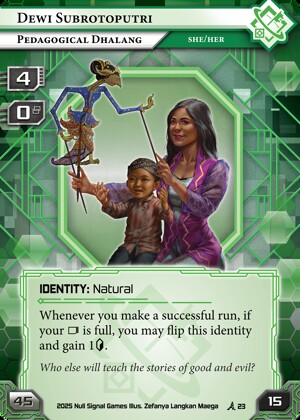 Dewi Subrotoputri
Pedagogical Dhalang
she/her
4
0
IDENTITY: Natural
Whenever you make a successful run, if
your is full, you may flip this identity
and gain 1.
Who else will teach the stories of good and evil?
45
2025 Null Signal Games Illus. Zefanya Langkan Maega 23
15